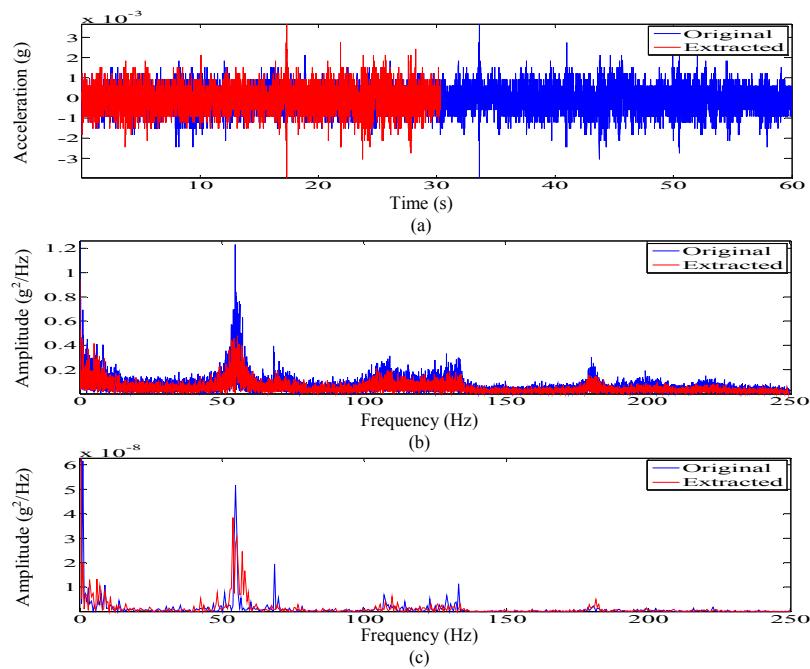 x 10-3
Original
Extracted
3
2
1
0
-1
-2
-3
Acceleration (g)
10
20
30
40
50
60
Time (s)
(a)
1.2
1
0.8
0.6
0.4
0.2
Amplitude (g²/Hz)
Original
Extracted
0
50
100
150
200
250
Frequency (Hz)
(b)
x 10-8
Original
Extracted
6
5
4
3
2
1
Amplitude (g²/Hz)
0
50
100
150
200
250
Frequency (Hz)
(c)